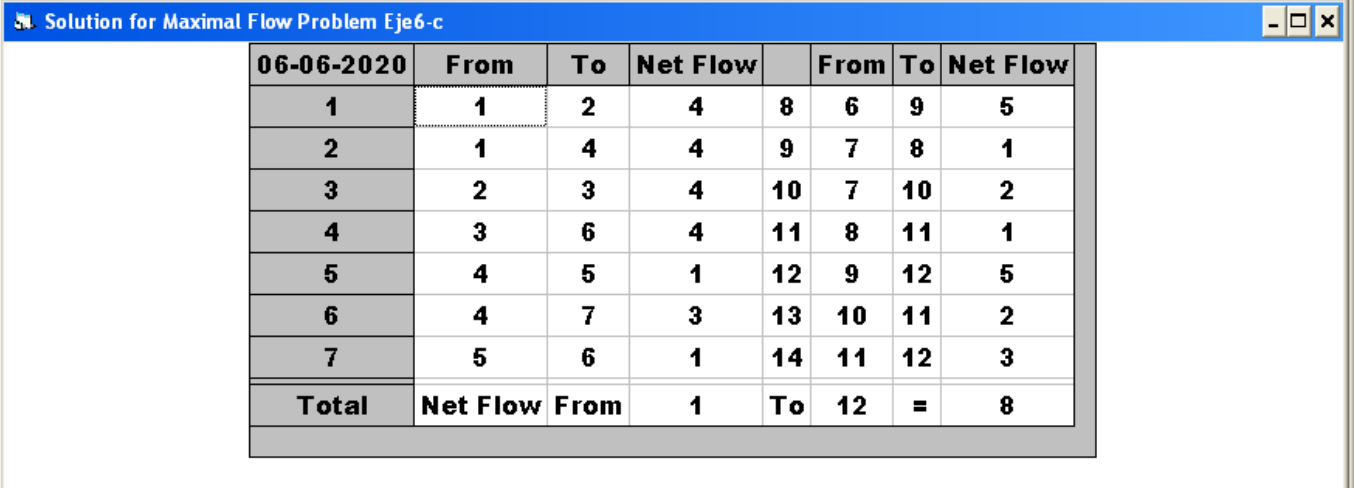 Solution for Maximal Flow Problem Eje6-c
06-06-2020 From To Net Flow From To Net Flow
1 1 2 4 8 6 9 5
2 1 4 4 9 7 8 1
3 2 3 4 10 7 10 2
4 3 6 4 11 8 11 1
5 4 5 1 12 9 12 5
6 4 7 3 13 10 11 2
7 5 6 1 14 11 12 3
Total Net Flow From 1 To 12 = 8